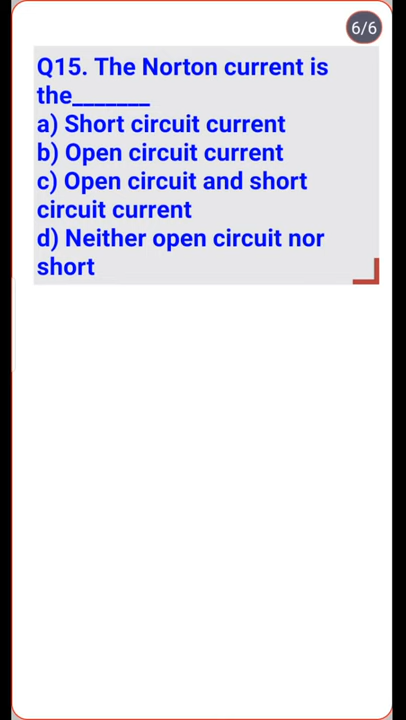 6/6
Q15. The Norton current is
the_______
a) Short circuit current
b) Open circuit current
c) Open circuit and short
circuit current
d) Neither open circuit nor
short